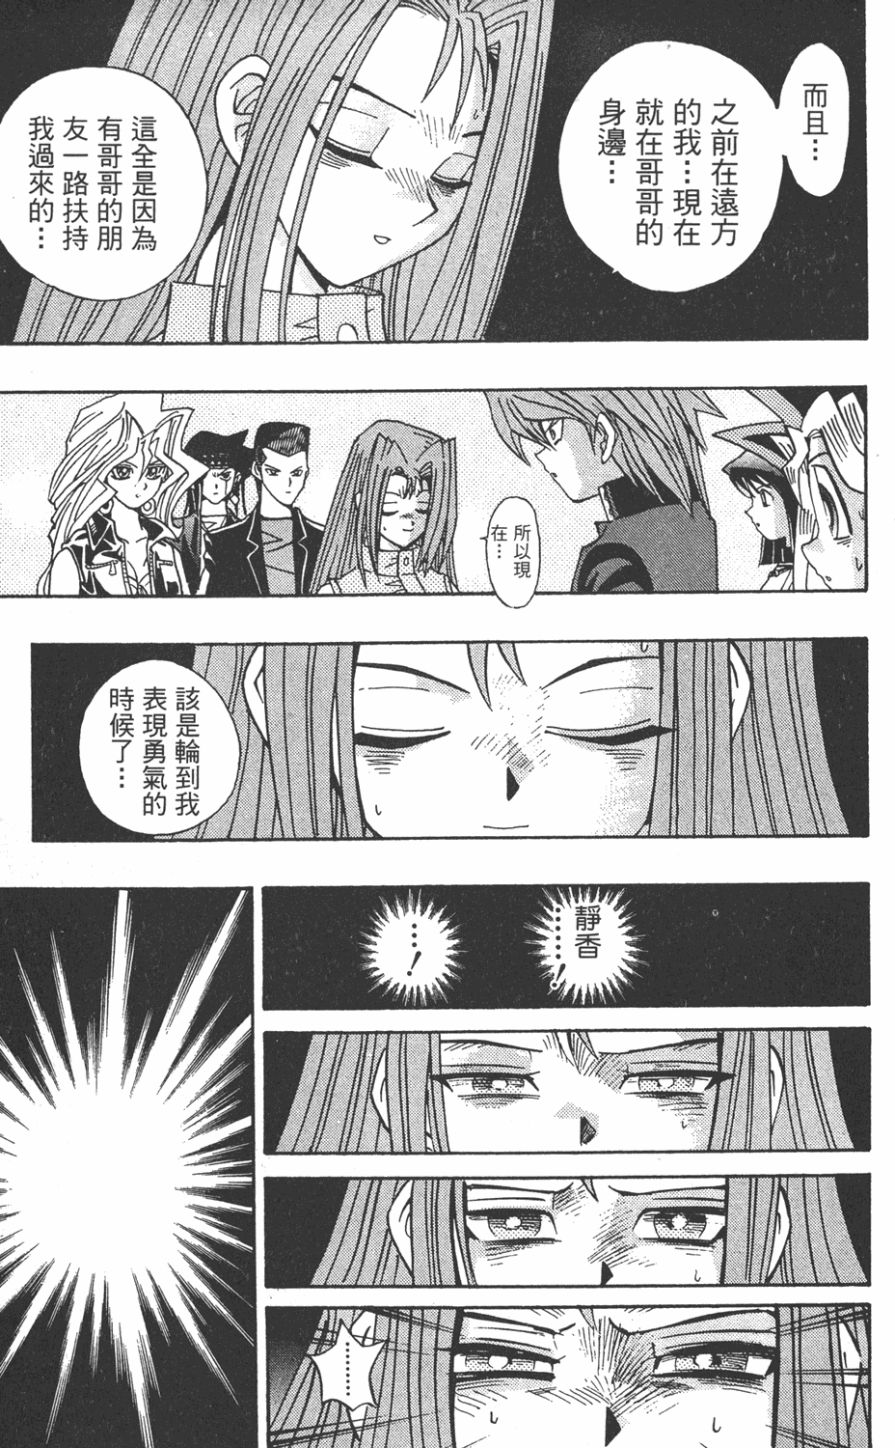 而且⋯
之前在遠方
的我⋯現在
就在哥哥的
身邊⋯
這全是因為
有哥哥的朋
友一路扶持
我過來的⋯
所以現
在⋯
該是輪到我
表現勇氣的
時候了⋯
靜香
⋯⋯!
⋯!
⋯⋯